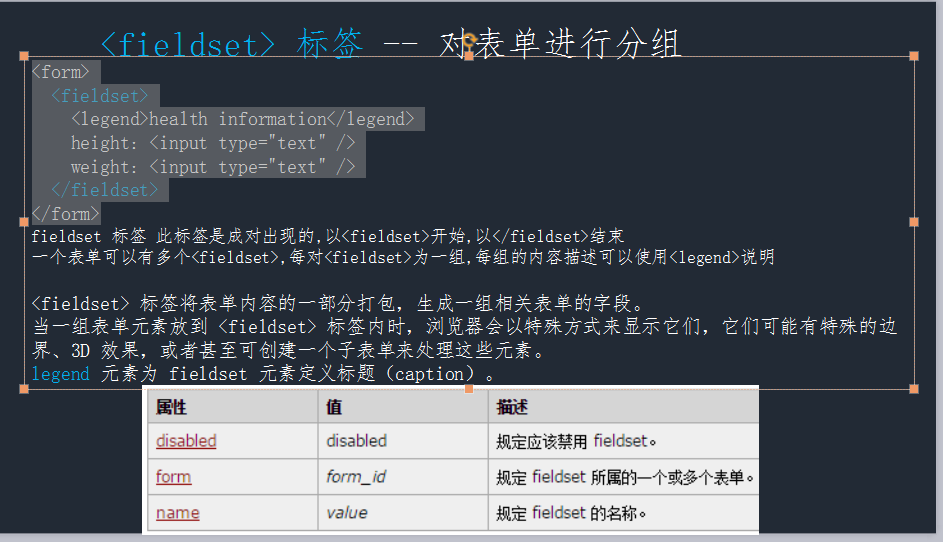 <fieldset> 标签 -- 对表单进行分组
<form>
<fieldset>
<legend>health information</legend>
height: <input type="text" />
weight: <input type="text" />
</fieldset>
</form>
fieldset 标签 此标签是成对出现的,以<fieldset>开始,以</fieldset>结束
一个表单可以有多个<fieldset>,每对<fieldset>为一组,每组的内容描述可以使用<legend>说明
<fieldset> 标签将表单内容的一部分打包，生成一组相关表单的字段。
当一组表单元素放到 <fieldset> 标签内时，浏览器会以特殊方式来显示它们，它们可能有特殊的边
界、3D 效果，或者甚至可创建一个子表单来处理这些元素。
legend 元素为 fieldset 元素定义标题（caption）。
属性 值 描述
disabled disabled 规定应该禁用 fieldset。
form form_id 规定 fieldset 所属的一个或多个表单。
name value 规定 fieldset 的名称。